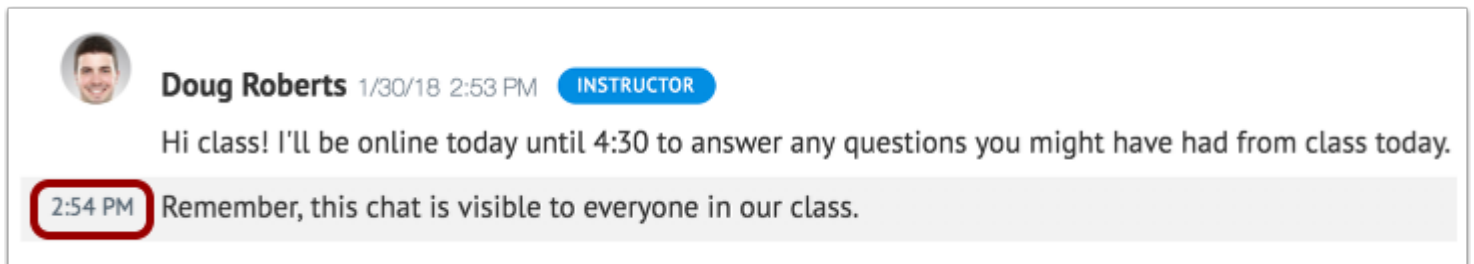 Doug Roberts 1/30/18 2:53 PM INSTRUCTOR
Hi class! I'll be online today until 4:30 to answer any questions you might have had from class today.
2:54 PM Remember, this chat is visible to everyone in our class.